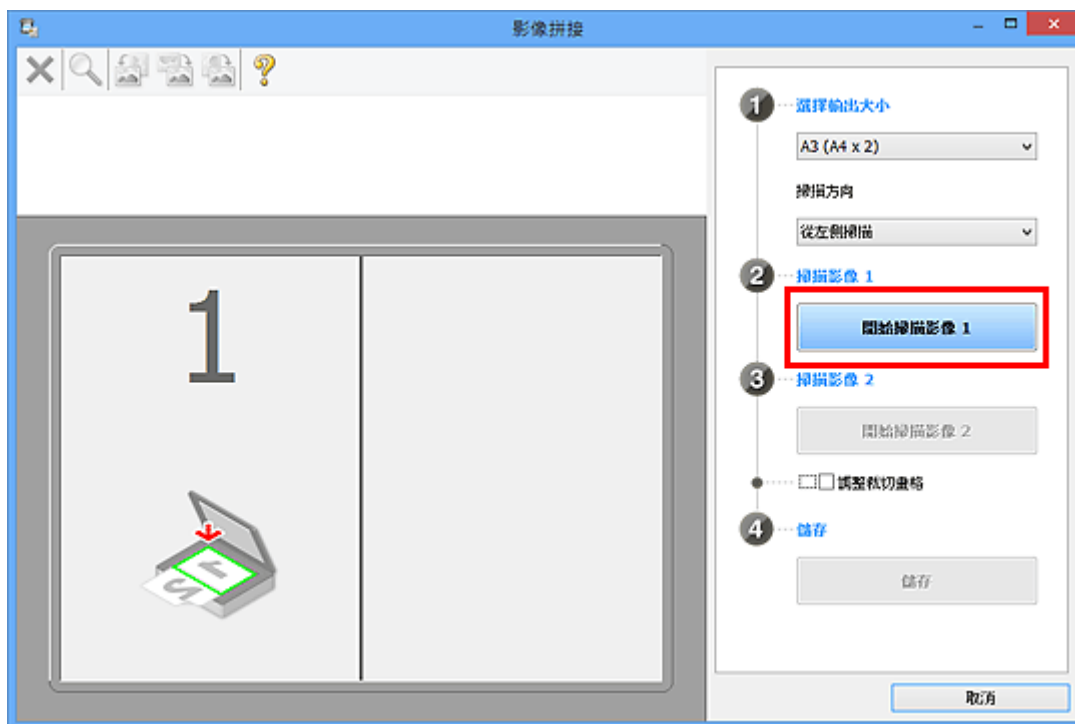 影像拼接
1
選擇輸出大小
A3 (A4 x 2)
掃描方向
從左側掃描
2
掃描影像 1
開始掃描影像 1
3
掃描影像 2
開始掃描影像 2
調整裁切畫格
4
儲存
儲存
取消
1
1
2